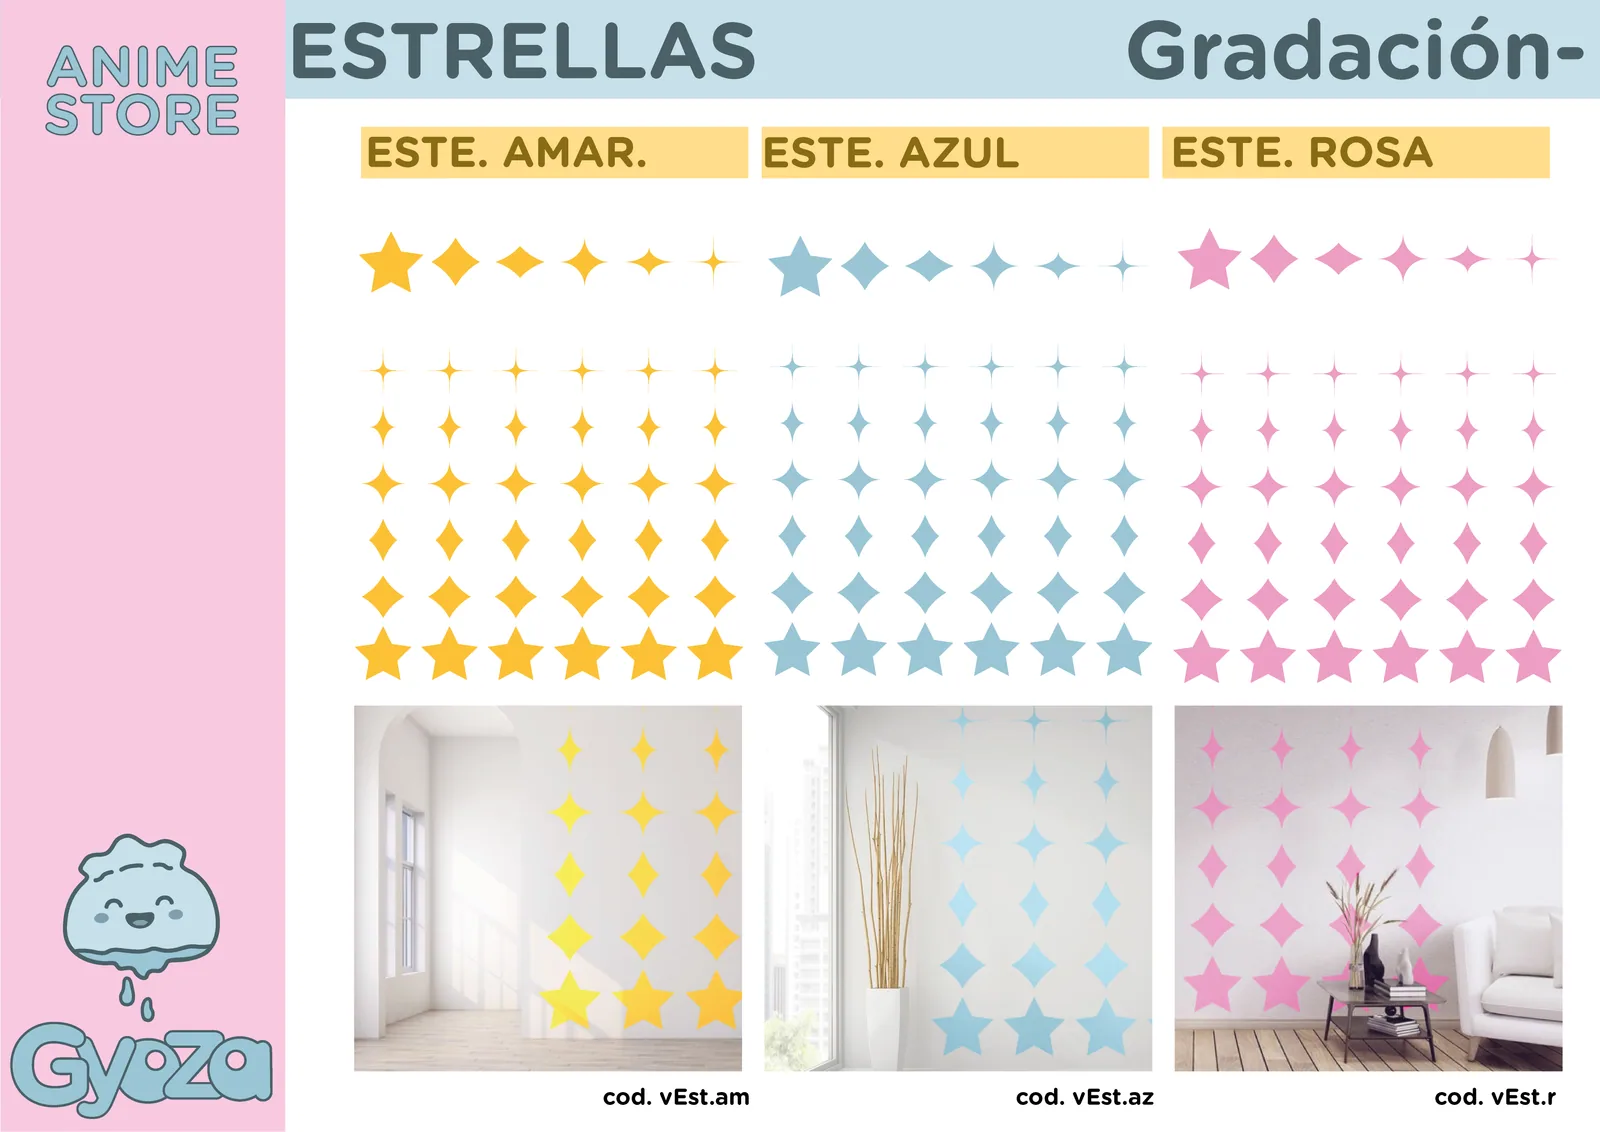 ANIME
STORE
ESTRELLAS
Gradación-
ESTE. AMAR.
ESTE. AZUL
ESTE. ROSA
cod. vEst.am
cod. vEst.az
cod. vEst.r
Gyoza